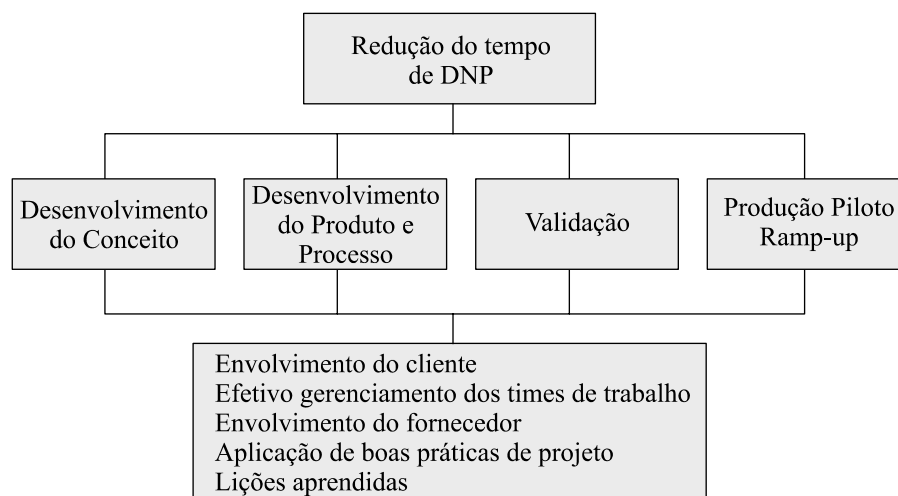 Redução do tempo
de DNP
Desenvolvimento
do Conceito
Desenvolvimento
do Produto e
Processo
Validação
Produção Piloto
Ramp-up
Envolvimento do cliente
Efetivo gerenciamento dos times de trabalho
Envolvimento do fornecedor
Aplicação de boas práticas de projeto
Lições aprendidas